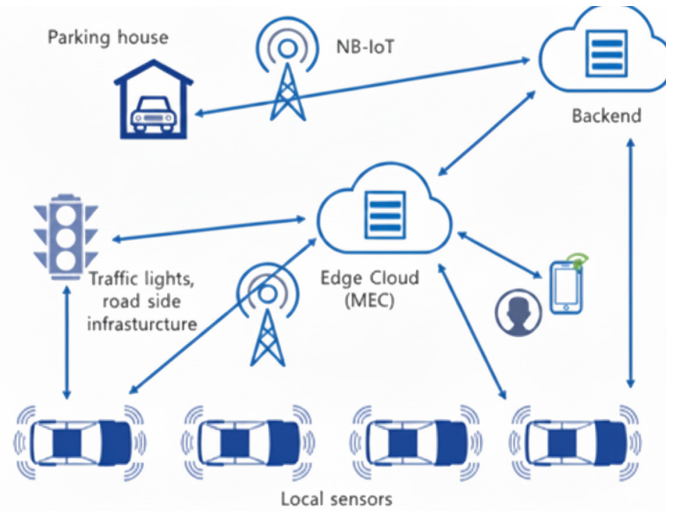 Parking house
NB-IoT
Backend
Traffic lights,
road side
infrasturcture
Edge Cloud
(MEC)
Local sensors